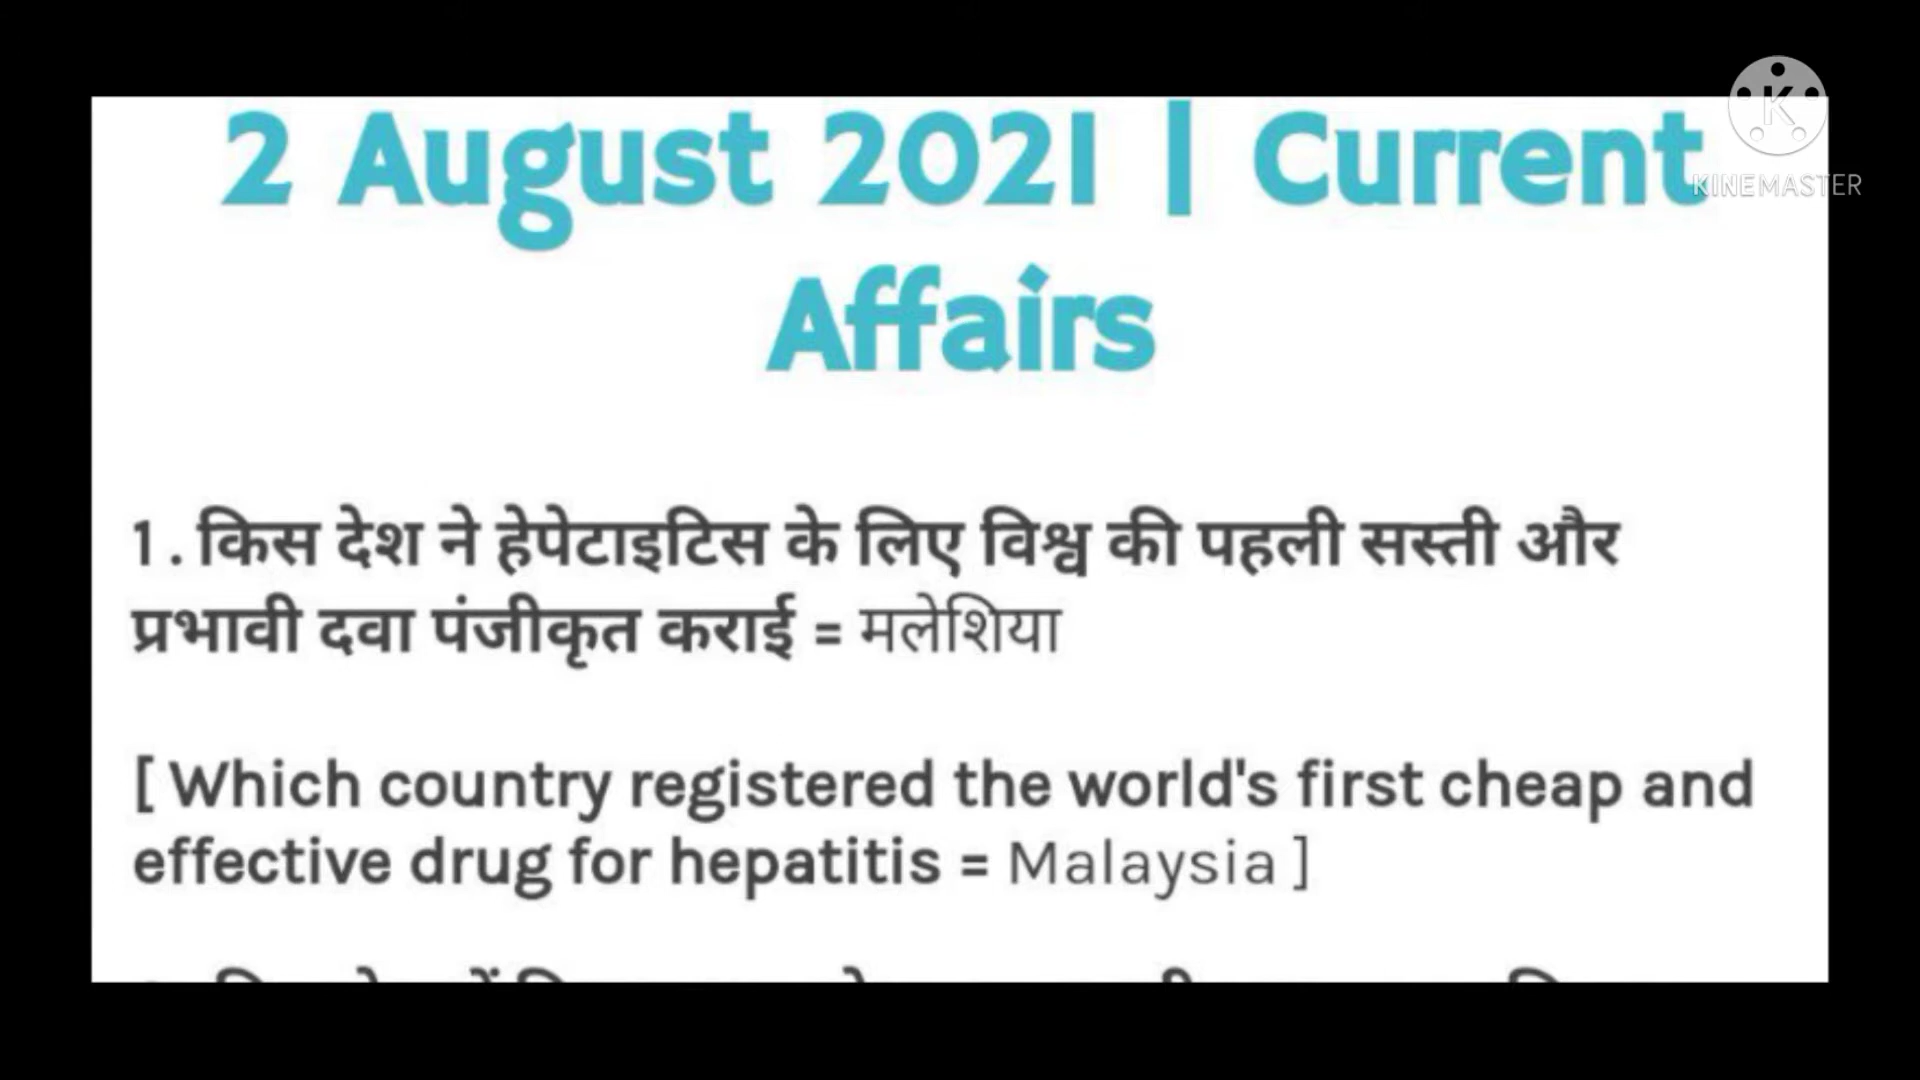 2 August 2021 | Current
Affairs
K
KINEMASTER
1. किस देश ने हेपेटाइटिस के लिए विश्व की पहली सस्ती और
प्रभावी दवा पंजीकृत कराई = मलेशिया
[ Which country registered the world's first cheap and
effective drug for hepatitis = Malaysia ]